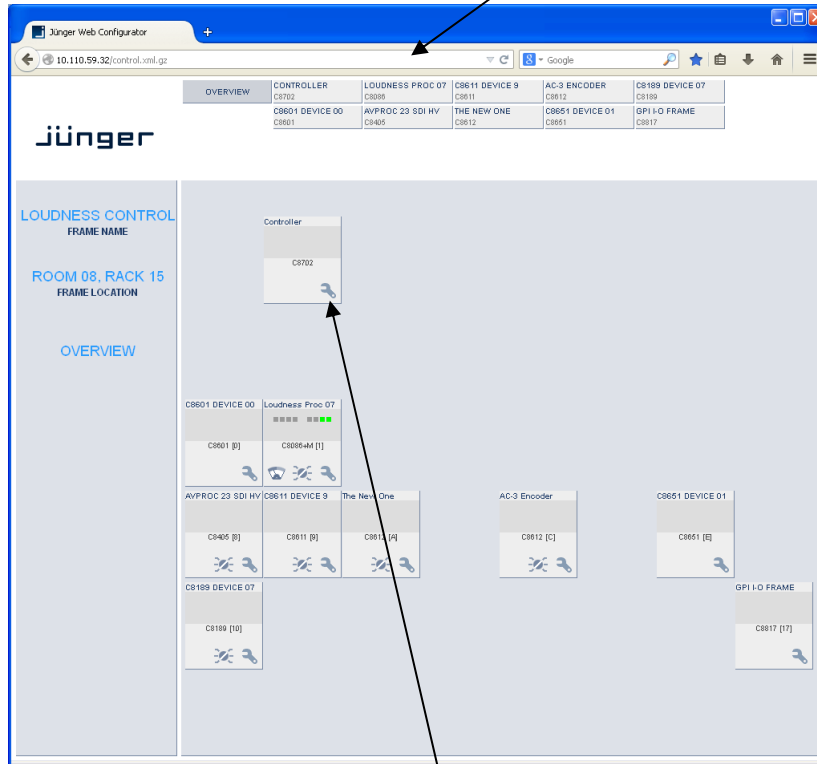 Jünger Web Configurator
10.110.59.32/control.xml.gz
Google
OVERVIEW
CONTROLLER
C8702
LOUDNESS PROC 07
C8086
C8611 DEVICE 9
C8611
AC-3 ENCODER
C8612
C8189 DEVICE 07
C8189
C8601 DEVICE 00
C8601
AVPROC 23 SDI HV
C8405
THE NEW ONE
C8612
C8651 DEVICE 01
C8651
GPI I-O FRAME
C8817
jünger
LOUDNESS CONTROL
FRAME NAME
ROOM 08, RACK 15
FRAME LOCATION
OVERVIEW
Controller
C8702
C8601 DEVICE 00
C8601 [0]
Loudness Proc 07
C8086+M [1]
AVPROC 23 SDI HV
C8405 [8]
C8611 DEVICE 9
C8611 [9]
The New One
C8612 [A]
AC-3 Encoder
C8612 [C]
C8651 DEVICE 01
C8651 [E]
C8189 DEVICE 07
C8189 [10]
GPI I-O FRAME
C8817 [17]